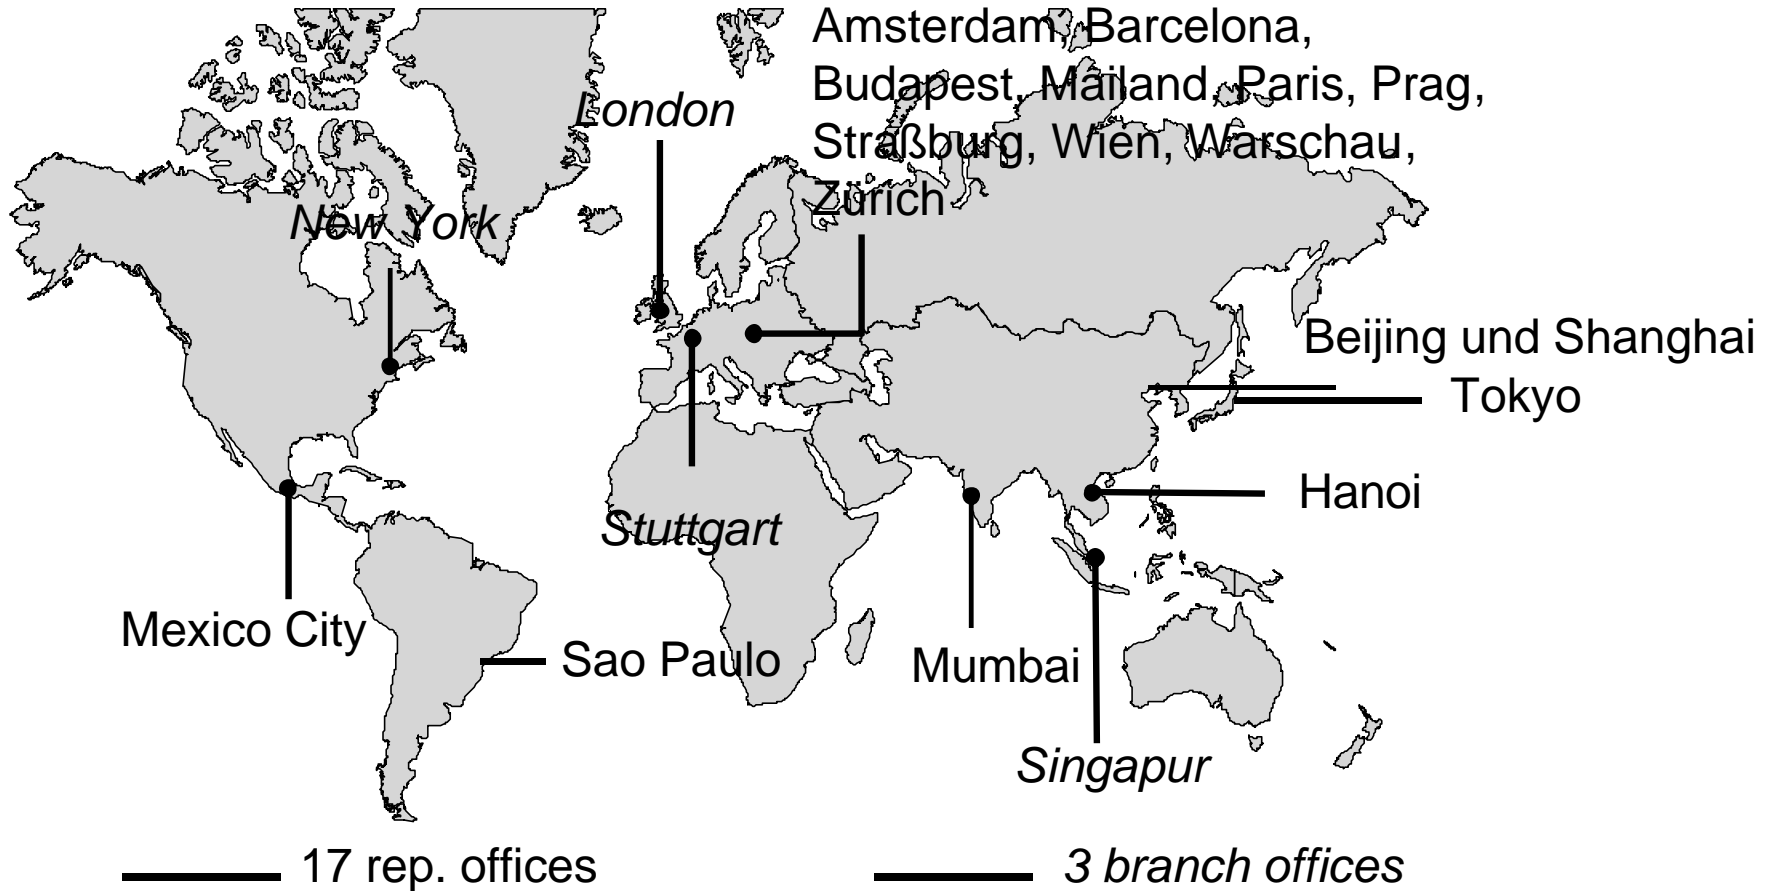 Amsterdam, Barcelona,
Budapest, Mailand, Paris, Prag,
Straßburg, Wien, Warschau,
Zürich
London
New York
Beijing und Shanghai
Tokyo
Hanoi
Stuttgart
Mexico City
Sao Paulo
Mumbai
Singapur
17 rep. offices
3 branch offices